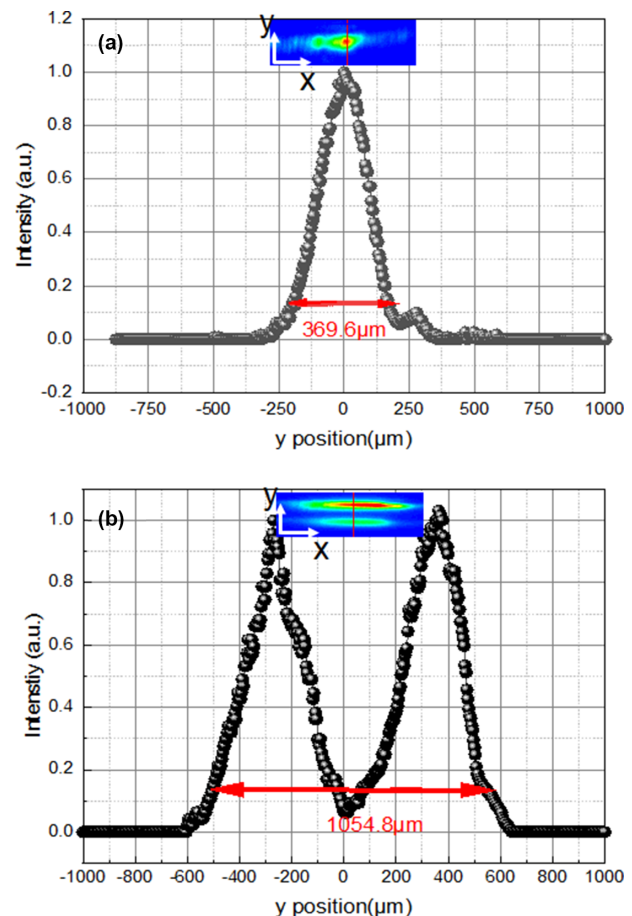 (a)
y
x
1.2
1.0
0.8
0.6
0.4
0.2
0.0
-0.2
Intensity (a.u.)
369.6μm
-1000 -750 -500 -250 0 250 500 750 1000
y position(μm)
(b)
y
x
1.0
0.8
0.6
0.4
0.2
0.0
Intenstiy (a.u.)
1054.8μm
-1000 -800 -600 -400 -200 0 200 400 600 800 1000
y position(μm)